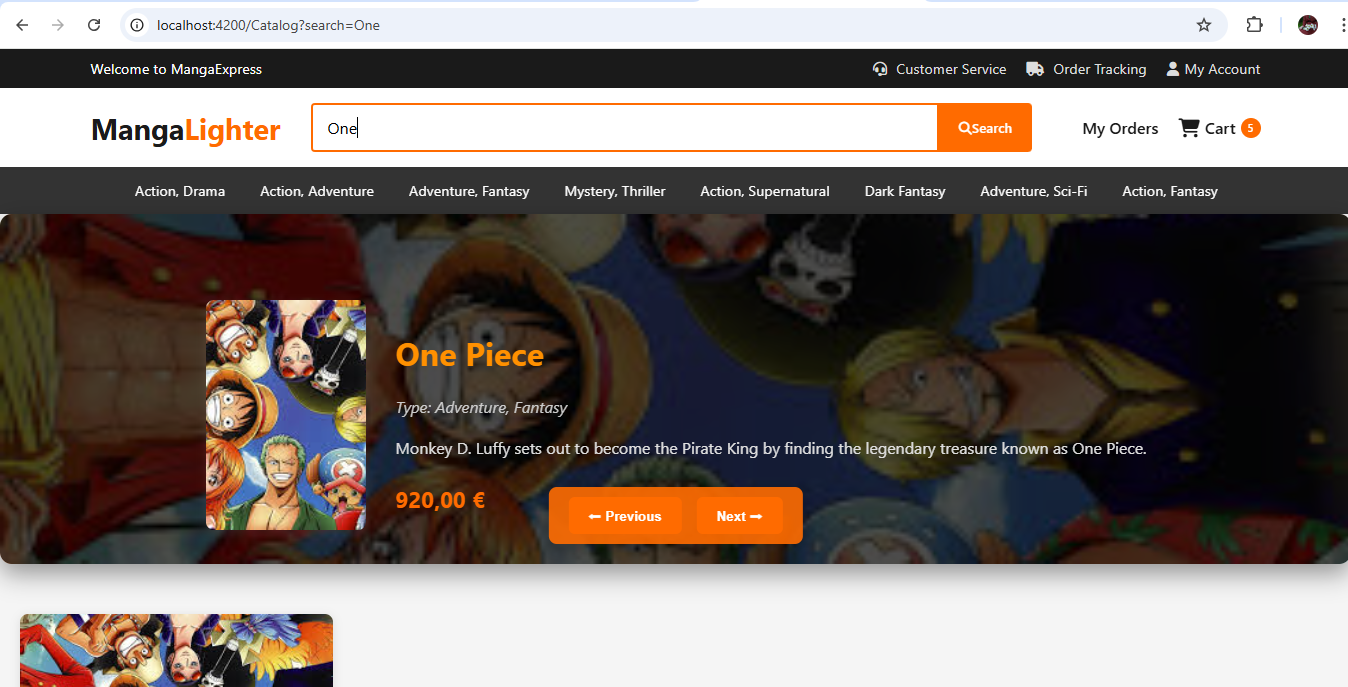 localhost:4200/Catalog?search=One
Welcome to MangaExpress
Customer Service
Order Tracking
My Account
MangaLighter
One
Search
My Orders
Cart 5
Action, Drama
Action, Adventure
Adventure, Fantasy
Mystery, Thriller
Action, Supernatural
Dark Fantasy
Adventure, Sci-Fi
Action, Fantasy
One Piece
Type: Adventure, Fantasy
Monkey D. Luffy sets out to become the Pirate King by finding the legendary treasure known as One Piece.
920,00 €
← Previous
Next →